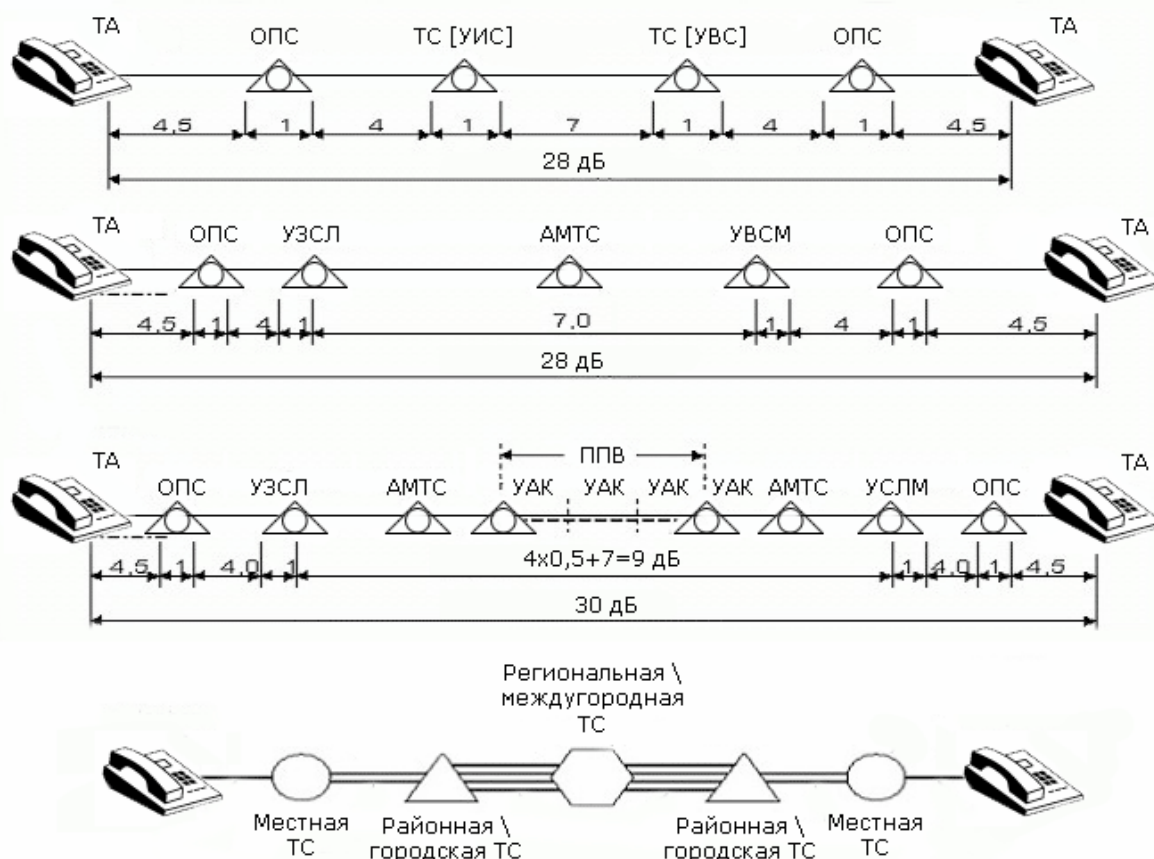 ТА ОПС ТС [УИС] ТС [УВС] ОПС ТА
4,5 1 4 1 7 1 4 1 4,5
28 дБ
ТА ОПС УЗСЛ АМТС УВСМ ОПС ТА
4,5 1 4 1 7,0 1 4 1 4,5
28 дБ
ППВ
ТА ОПС УЗСЛ АМТС УАК УАК УАК УАК АМТС УСЛМ ОПС ТА
4,5 1 4,0 1 4х0,5+7=9 дБ 1 4,0 1 4,5
30 дБ
Региональная \
междугородная
ТС
Местная
ТС
Районная \
городская ТС
Районная \
городская ТС
Местная
ТС